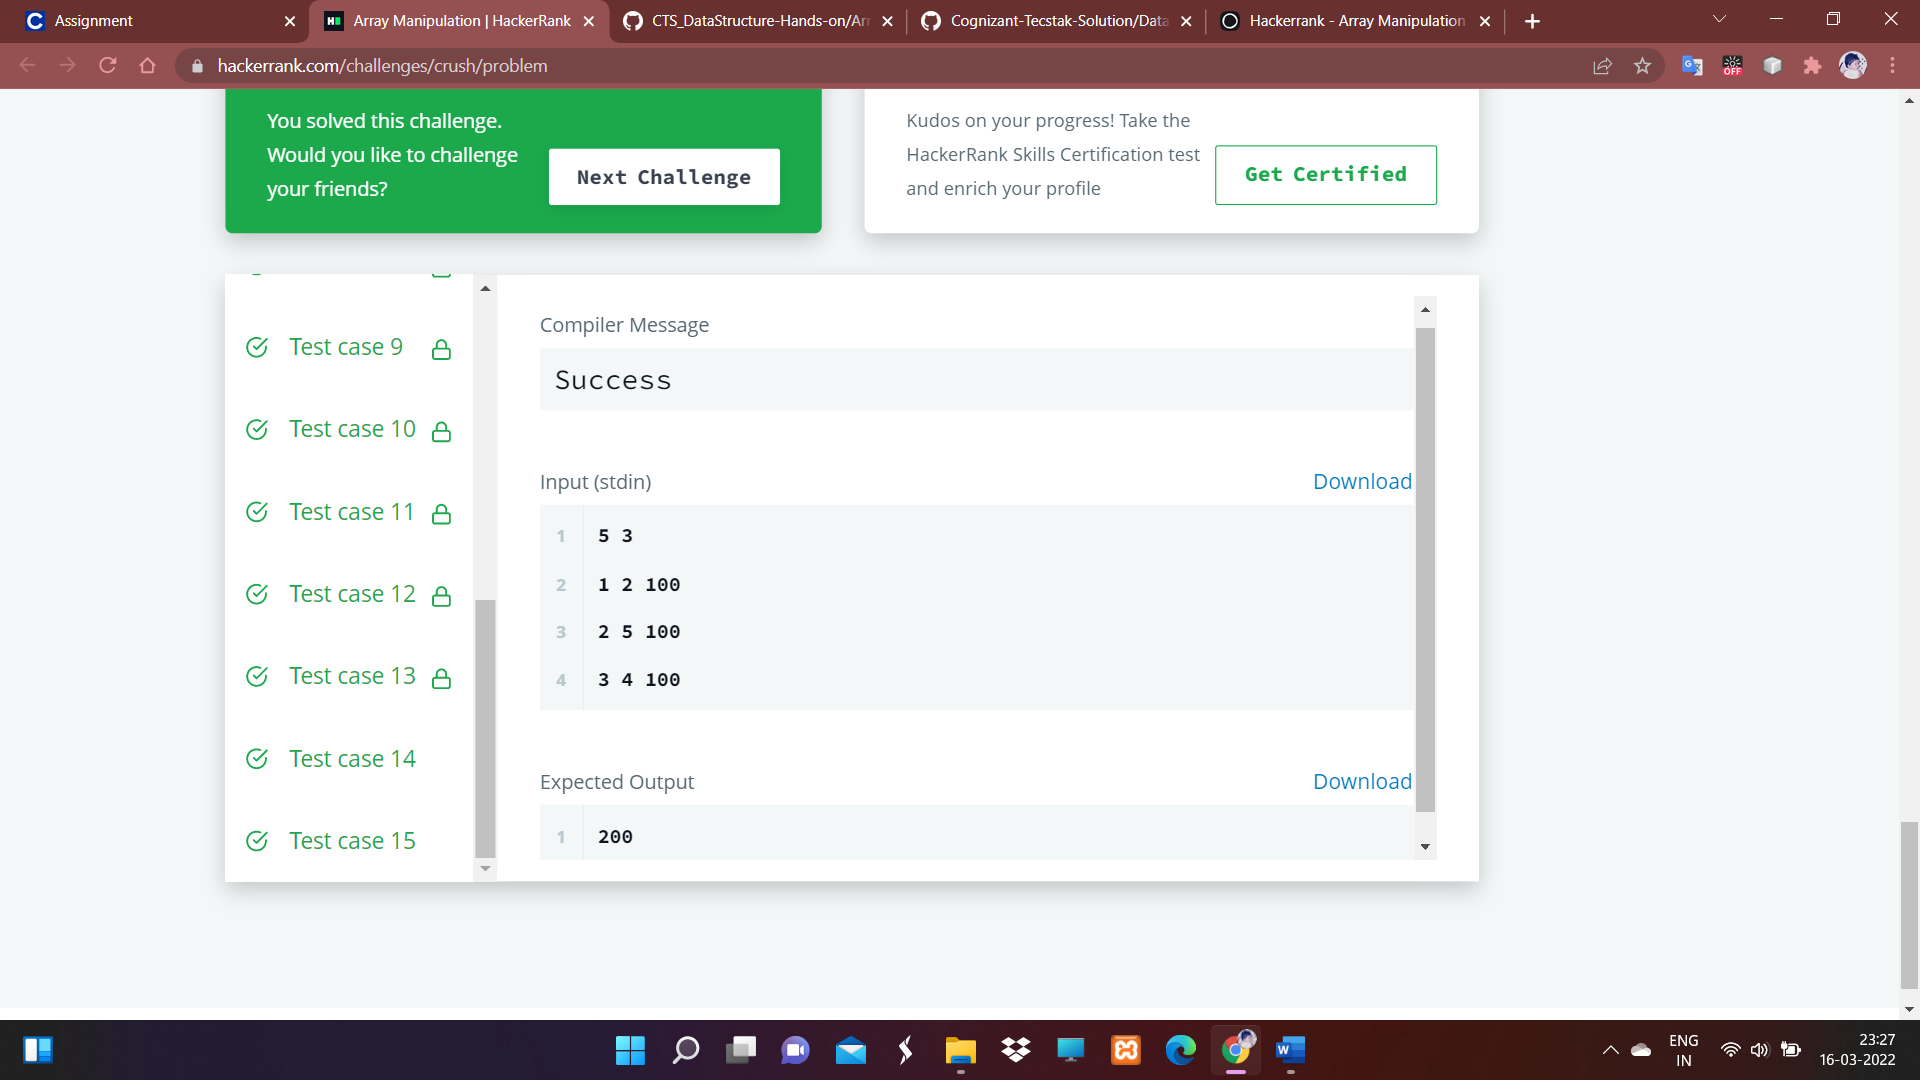 Assignment
Array Manipulation | HackerRank
CTS_DataStructure-Hands-on/Arr
Cognizant-Tecstak-Solution/Data
Hackerrank - Array Manipulation
hackerrank.com/challenges/crush/problem
OFF
You solved this challenge.
Would you like to challenge
your friends?
Next Challenge
Kudos on your progress! Take the
HackerRank Skills Certification test
and enrich your profile
Get Certified
Test case 9
Test case 10
Test case 11
Test case 12
Test case 13
Test case 14
Test case 15
Compiler Message
Success
Input (stdin)
Download
1 5 3
2 1 2 100
3 2 5 100
4 3 4 100
Expected Output
Download
1 200
ENG
IN
23:27
16-03-2022